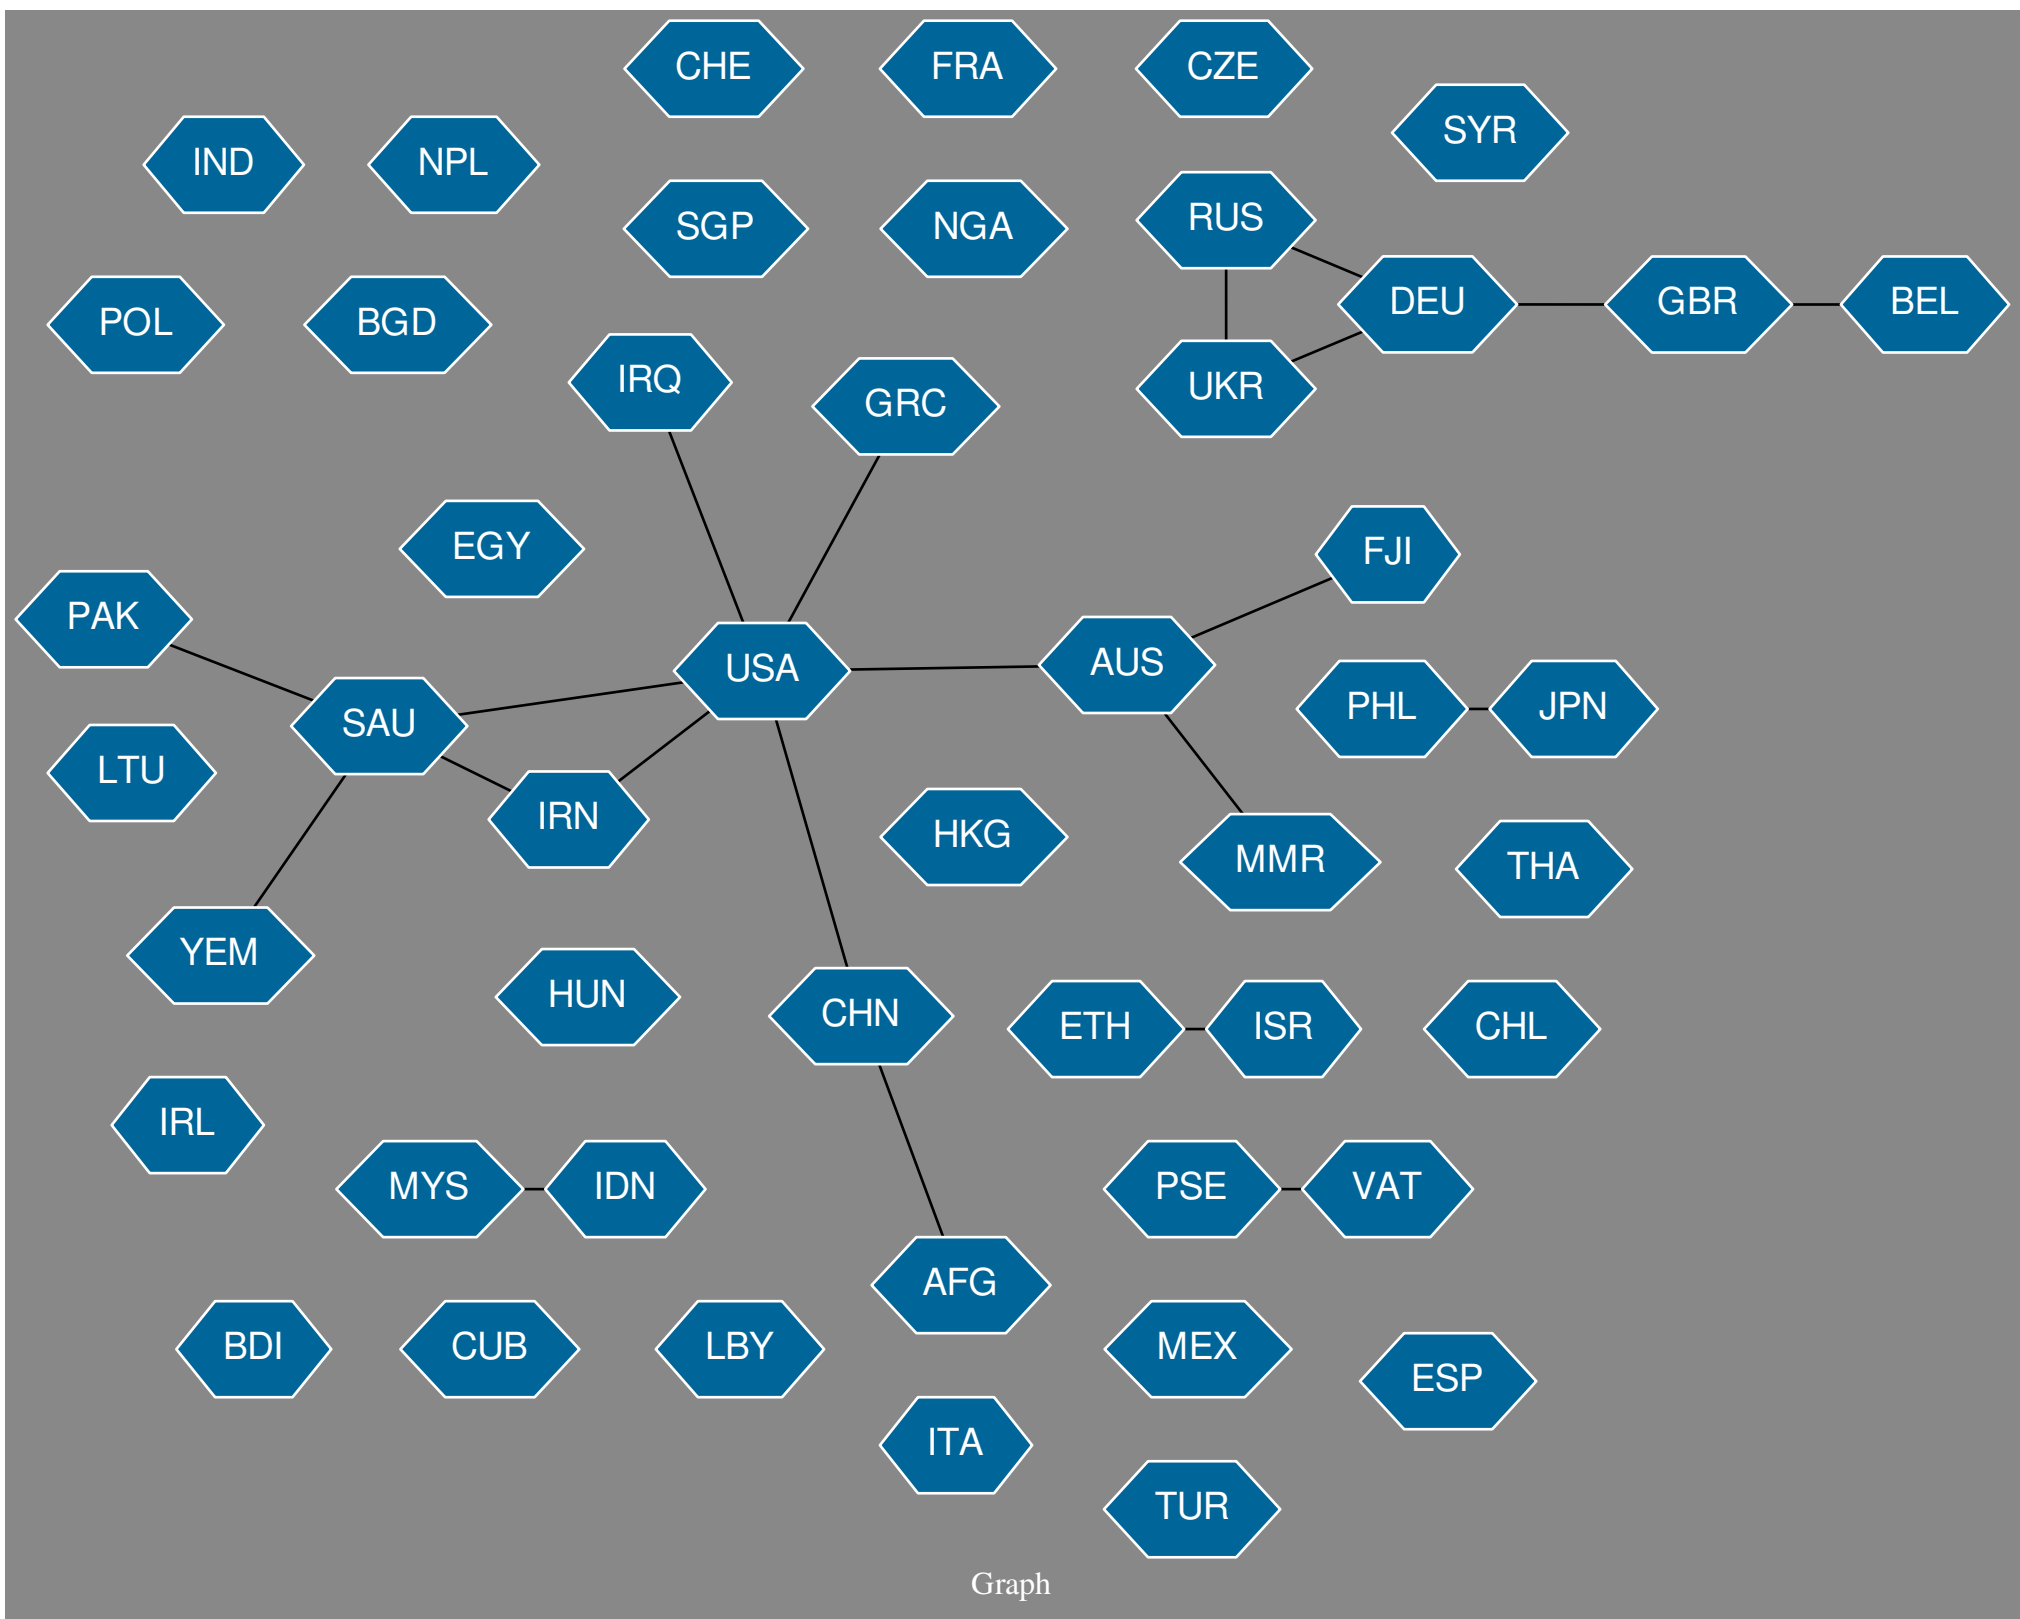 CHE
FRA
CZE
SYR
IND
NPL
SGP
NGA
RUS
DEU
GBR
BEL
POL
BGD
IRQ
GRC
UKR
EGY
FJI
PAK
USA
AUS
SAU
PHL
JPN
LTU
IRN
HKG
MMR
THA
YEM
HUN
CHN
ETH
ISR
CHL
IRL
MYS
IDN
PSE
VAT
AFG
BDI
CUB
LBY
MEX
ESP
ITA
TUR
Graph